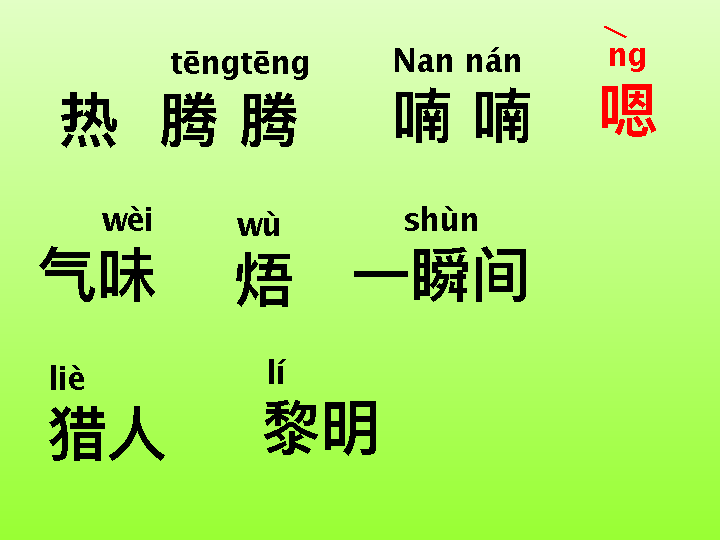 tēngtēng Nan nán ǹg
热 腾 腾 喃 喃 嗯
wèi wù shùn
气味 焐 一瞬间
liè lí
猎人 黎明